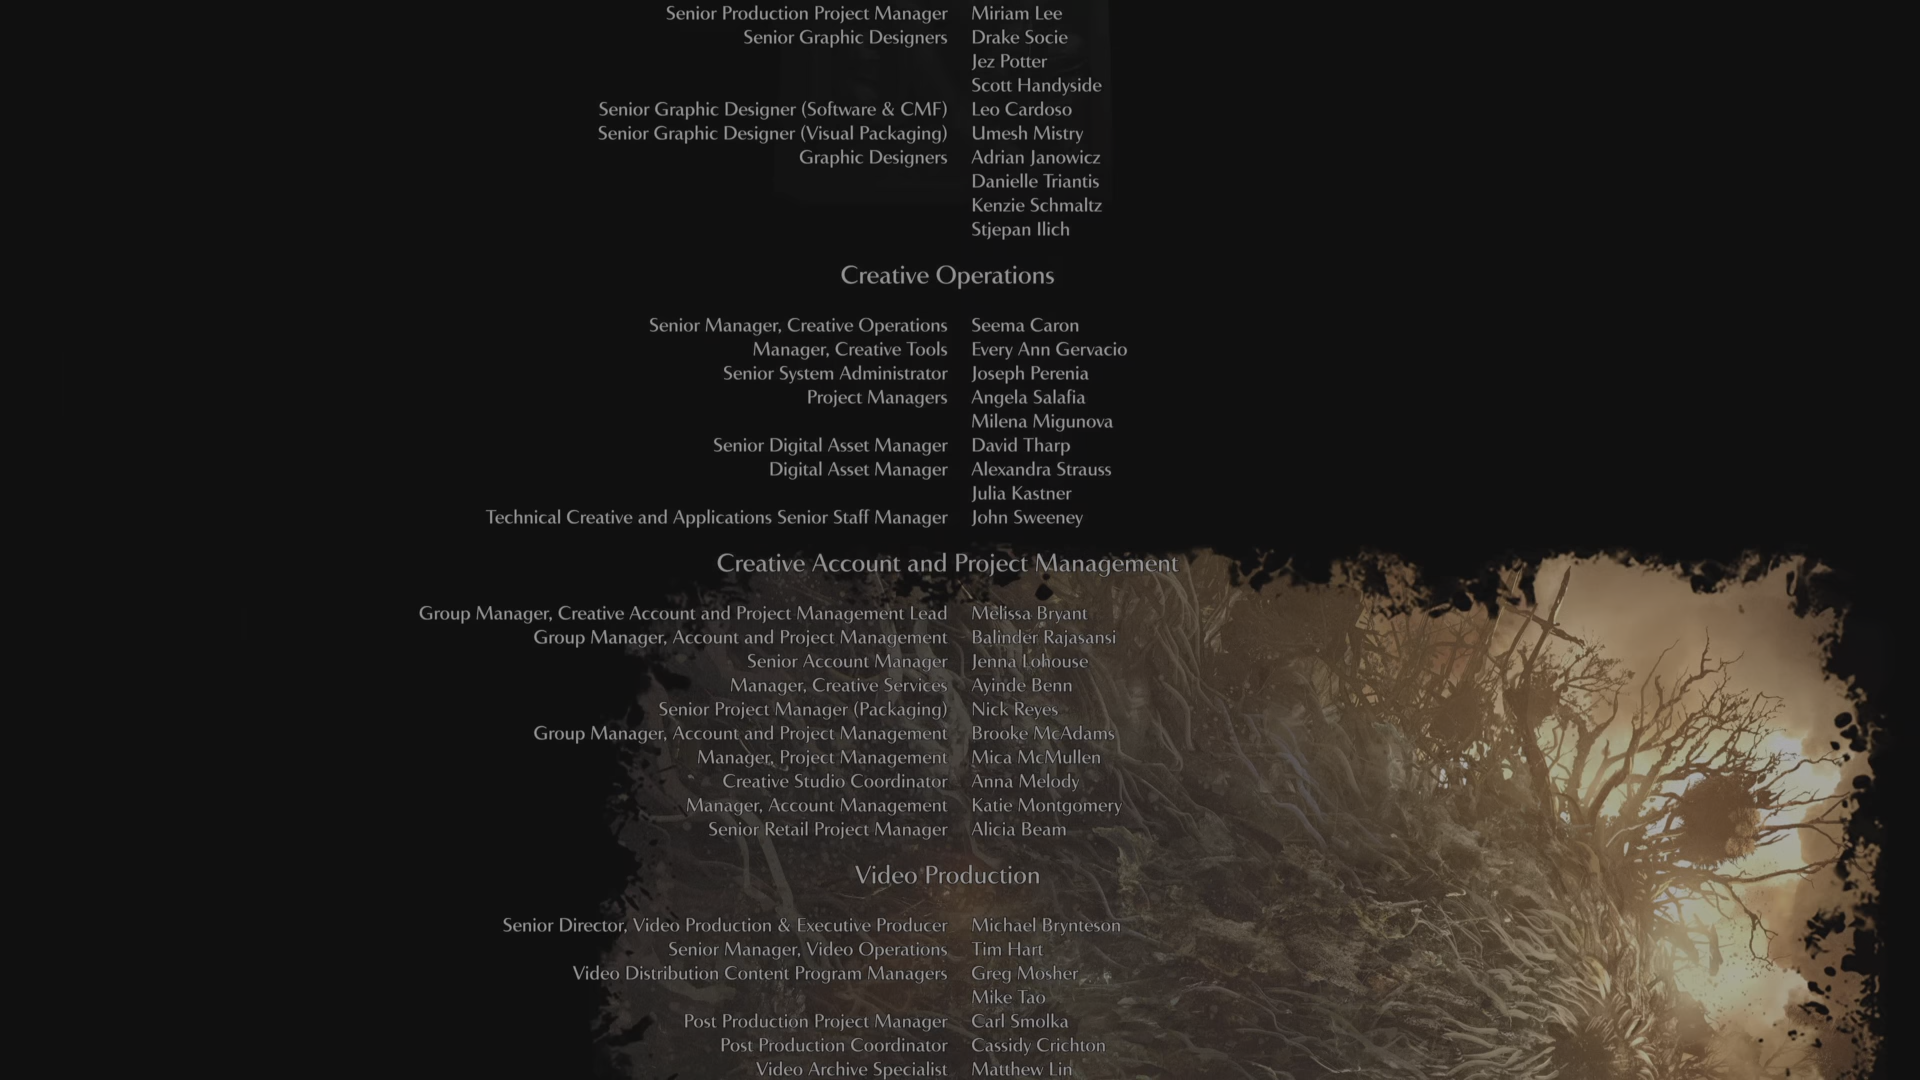 Senior Production Project Manager Miriam Lee
Senior Graphic Designers Drake Socie
Jez Potter
Scott Handyside
Senior Graphic Designer (Software & CMF) Leo Cardoso
Senior Graphic Designer (Visual Packaging) Umesh Mistry
Graphic Designers Adrian Janowicz
Danielle Triantis
Kenzie Schmaltz
Stjepan Ilich
Creative Operations
Senior Manager, Creative Operations Seema Caron
Manager, Creative Tools Every Ann Gervacio
Senior System Administrator Joseph Perenia
Project Managers Angela Salafia
Milena Migunova
Senior Digital Asset Manager David Tharp
Digital Asset Manager Alexandra Strauss
Julia Kastner
Technical Creative and Applications Senior Staff Manager John Sweeney
Creative Account and Project Management
Group Manager, Creative Account and Project Management Lead Melissa Bryant
Group Manager, Account and Project Management Balinder Rajasansi
Senior Account Manager Jenna Lohouse
Manager, Creative Services Ayinde Benn
Senior Project Manager (Packaging) Nick Reyes
Group Manager, Account and Project Management Brooke McAdams
Manager, Project Management Mica McMullen
Creative Studio Coordinator Anna Melody
Manager, Account Management Katie Montgomery
Senior Retail Project Manager Alicia Beam
Video Production
Senior Director, Video Production & Executive Producer Michael Brynteson
Senior Manager, Video Operations Tim Hart
Video Distribution Content Program Managers Greg Mosher
Mike Tao
Post Production Project Manager Carl Smolka
Post Production Coordinator Cassidy Crichton
Video Archive Specialist Matthew Lin